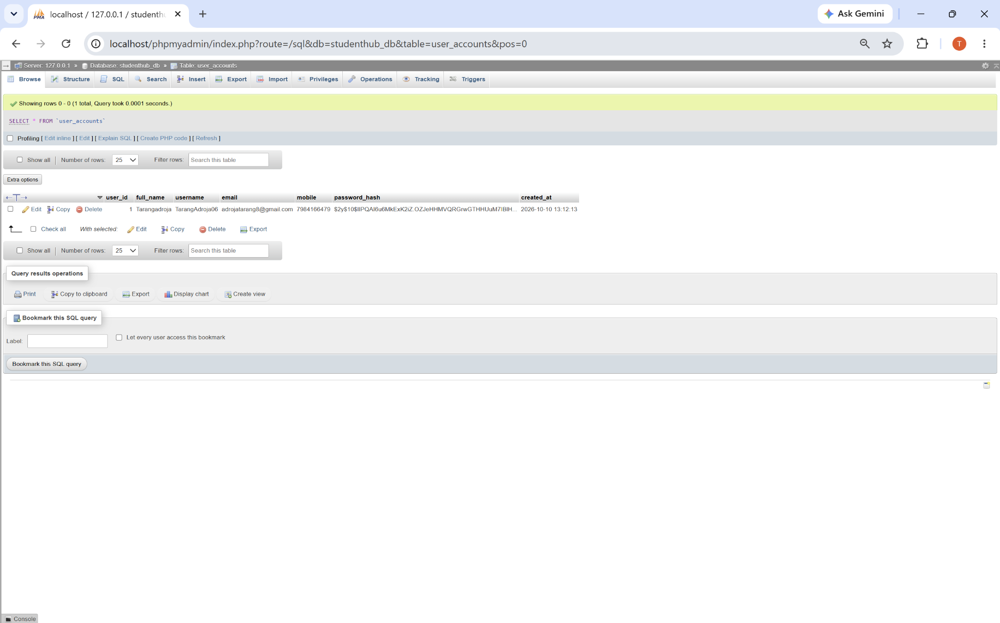 localhost / 127.0.0.1 / studenth
Ask Gemini
localhost/phpmyadmin/index.php?route=/sql&db=studenthub_db&table=user_accounts&pos=0
T
Server: 127.0.0.1 » Database: studenthub_db » Table: user_accounts
Browse Structure SQL Search Insert Export Import Privileges Operations Tracking Triggers
Showing rows 0 - 0 (1 total, Query took 0.0001 seconds.)
SELECT * FROM `user_accounts`
Profiling [ Edit inline ] [ Edit ] [ Explain SQL ] [ Create PHP code ] [ Refresh ]
Show all | Number of rows: 25 Filter rows: Search this table
Extra options
user_id full_name username email mobile password_hash created_at
Edit Copy Delete 1 Tarangadroja TarangAdroja06 adrojatarang8@gmail.com 7984166479 2026-10-10 13:12:13
Check all With selected: Edit Copy Delete Export
Show all | Number of rows: 25 Filter rows: Search this table
Query results operations
Print Copy to clipboard Export Display chart Create view
Bookmark this SQL query
Label: Let every user access this bookmark
Bookmark this SQL query
Console